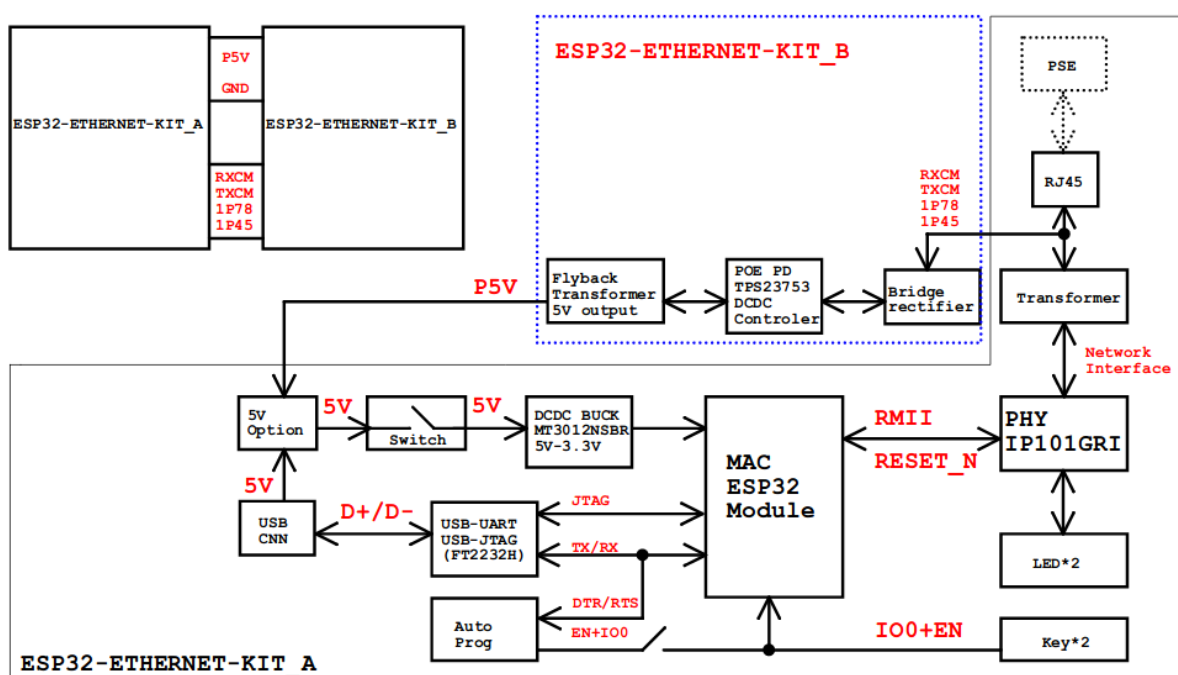 P5V
GND
ESP32-ETHERNET-KIT_A
ESP32-ETHERNET-KIT_B
RXCM
TXCM
1P78
1P45
ESP32-ETHERNET-KIT_B
PSE
RJ45
RXCM
TXCM
1P78
1P45
P5V
Flyback
Transformer
5V output
POE PD
TPS23753
DCDC
Controler
Bridge
rectifier
Transformer
Network
Interface
5V
Option
5V
Switch
5V
DCDC BUCK
MT3012NSBR
5V-3.3V
MAC
ESP32
Module
RMII
RESET_N
PHY
IP101GRI
5V
USB
CNN
D+/D-
USB-UART
USB-JTAG
(FT2232H)
JTAG
TX/RX
LED*2
Auto
Prog
DTR/RTS
EN+IO0
IO0+EN
Key*2
ESP32-ETHERNET-KIT_A